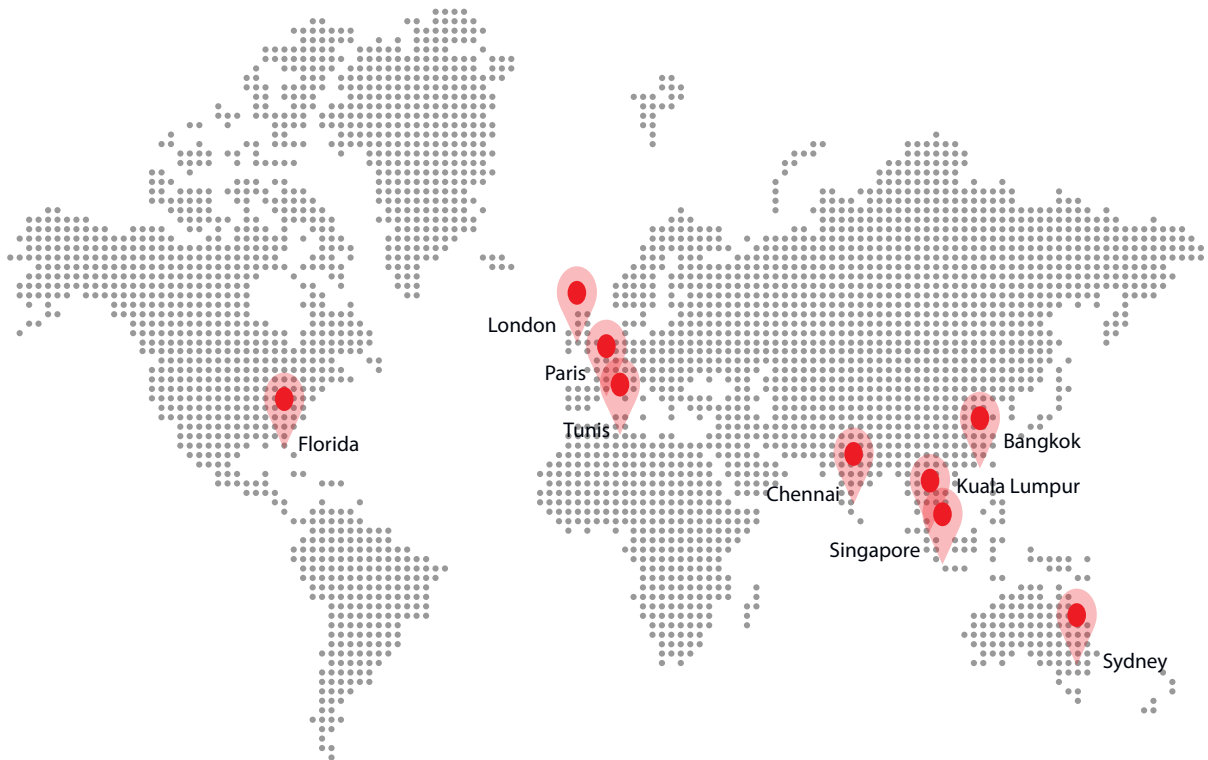 London
Paris
Tunis
Florida
Bangkok
Kuala Lumpur
Chennai
Singapore
Sydney